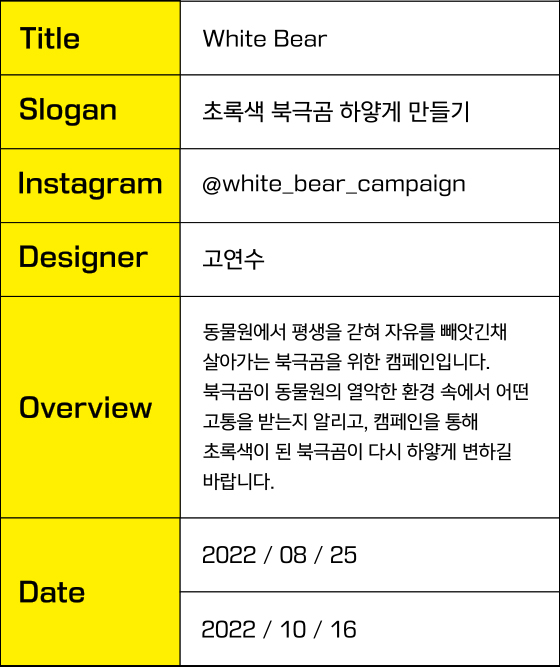 Title
White Bear
Slogan
초록색 북극곰 하얗게 만들기
Instagram
@white_bear_campaign
Designer
고연수
Overview
동물원에서 평생을 갇혀 자유를 빼앗긴채
살아가는 북극곰을 위한 캠페인입니다.
북극곰이 동물원의 열악한 환경 속에서 어떤
고통을 받는지 알리고, 캠페인을 통해
초록색이 된 북극곰이 다시 하얗게 변하길
바랍니다.
Date
2022 / 08 / 25
2022 / 10 / 16